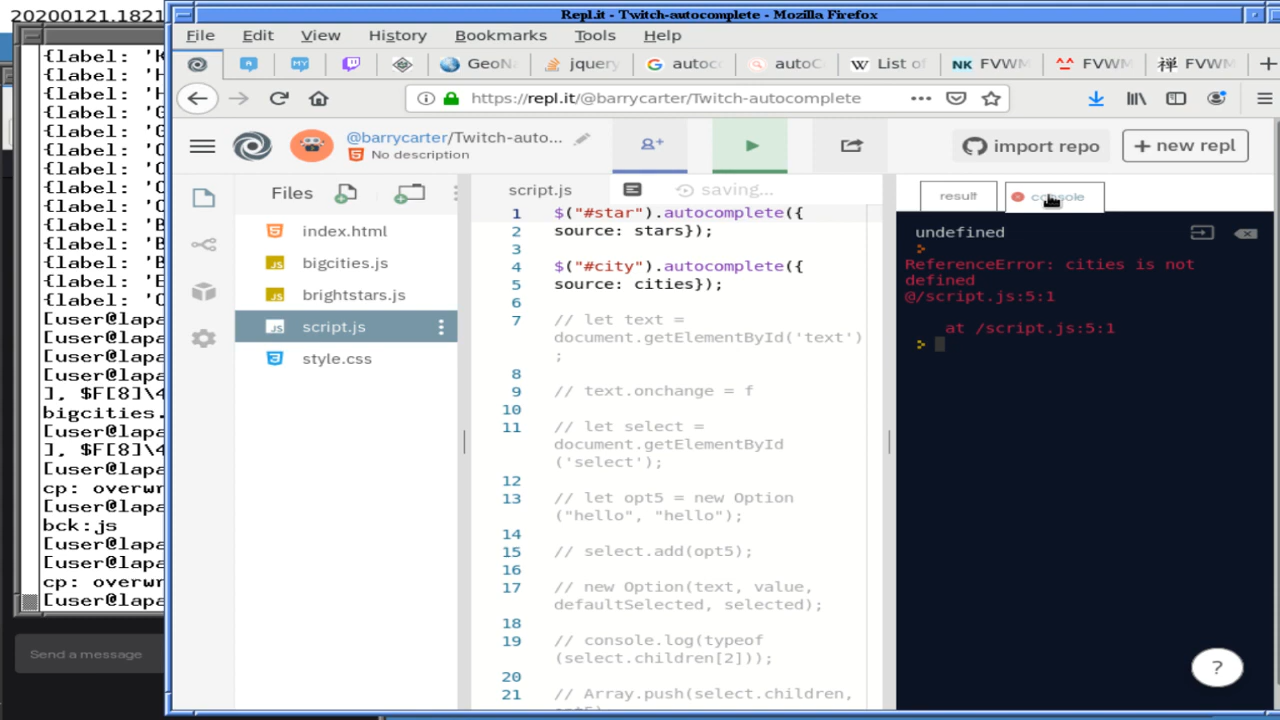 20200121.1821
Repl.it - Twitch-autocomplete - Mozilla Firefox
File Edit View History Bookmarks Tools Help
GeoN jquery autoc autoC W List of NK FVWM ^^ FVWM 禅 FVWM
https://repl.it/@barrycarter/Twitch-autocomplete
@barrycarter/Twitch-auto...
No description
import repo
+ new repl
Files
index.html
bigcities.js
brightstars.js
script.js
style.css
script.js
saving...
1 $("#star").autocomplete({
2 source: stars});
3
4 $("#city").autocomplete({
5 source: cities});
6
7 // let text =
document.getElementById('text')
;
8
9 // text.onchange = f
10
11 // let select =
document.getElementById
('select');
12
13 // let opt5 = new Option
("hello", "hello");
14
15 // select.add(opt5);
16
17 // new Option(text, value,
defaultSelected, selected);
18
19 // console.log(typeof
(select.children[2]));
20
21 // Array.push(select.children,
result
console
undefined
ReferenceError: cities is not
defined
@/script.js:5:1
at /script.js:5:1
?
{label: 'K
{label: 'H
{label: 'H
{label: 'G
{label: 'G
{label: 'C
{label: 'C
{label: 'C
{label: 'C
{label: 'B
{label: 'B
{label: 'B
{label: 'E
{label: 'C
[user@lapa
[user@lapa
[user@lapa
[user@lapa
], $F[8]\4
bigcities.
[user@lapa
], $F[8]\4
[user@lapa
cp: overwr
[user@lapa
bck:js
[user@lapa
[user@lapa
cp: overwr
[user@lapa
Send a message